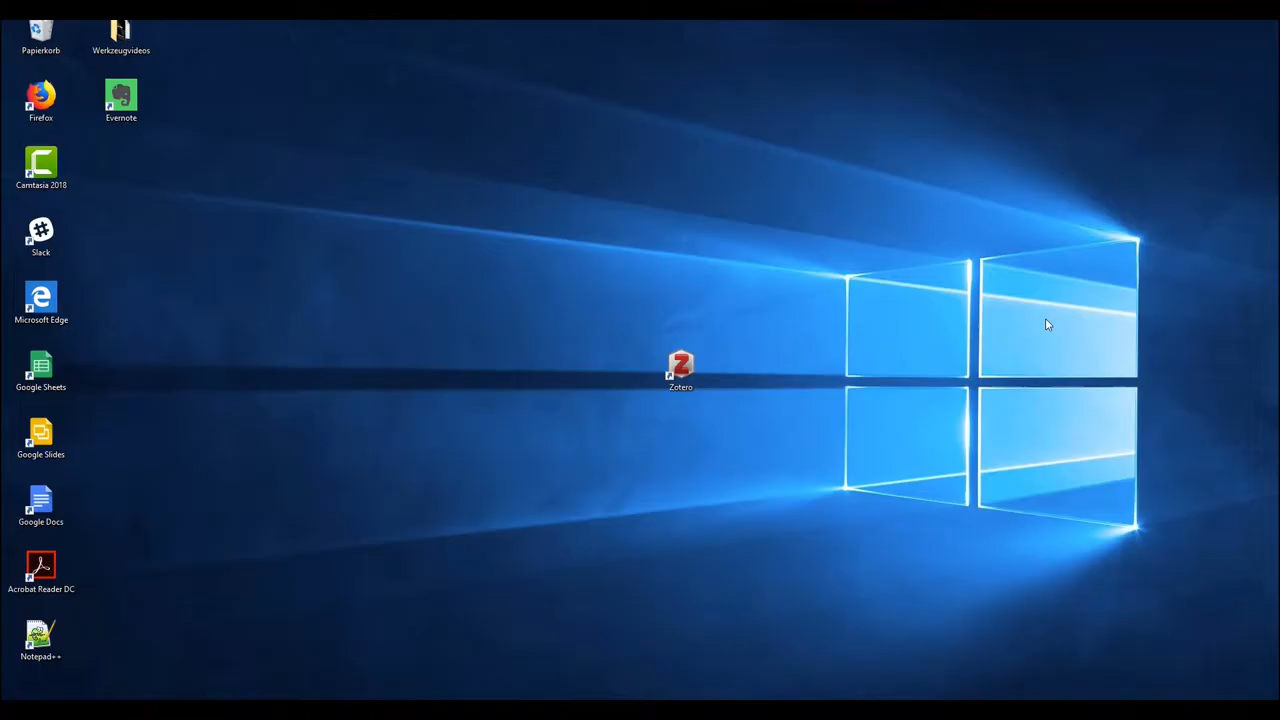 Papierkorb
Werkzeugvideos
Firefox
Evernote
Camtasia 2018
Slack
Microsoft Edge
Google Sheets
Zotero
Google Slides
Google Docs
Acrobat Reader DC
Notepad++